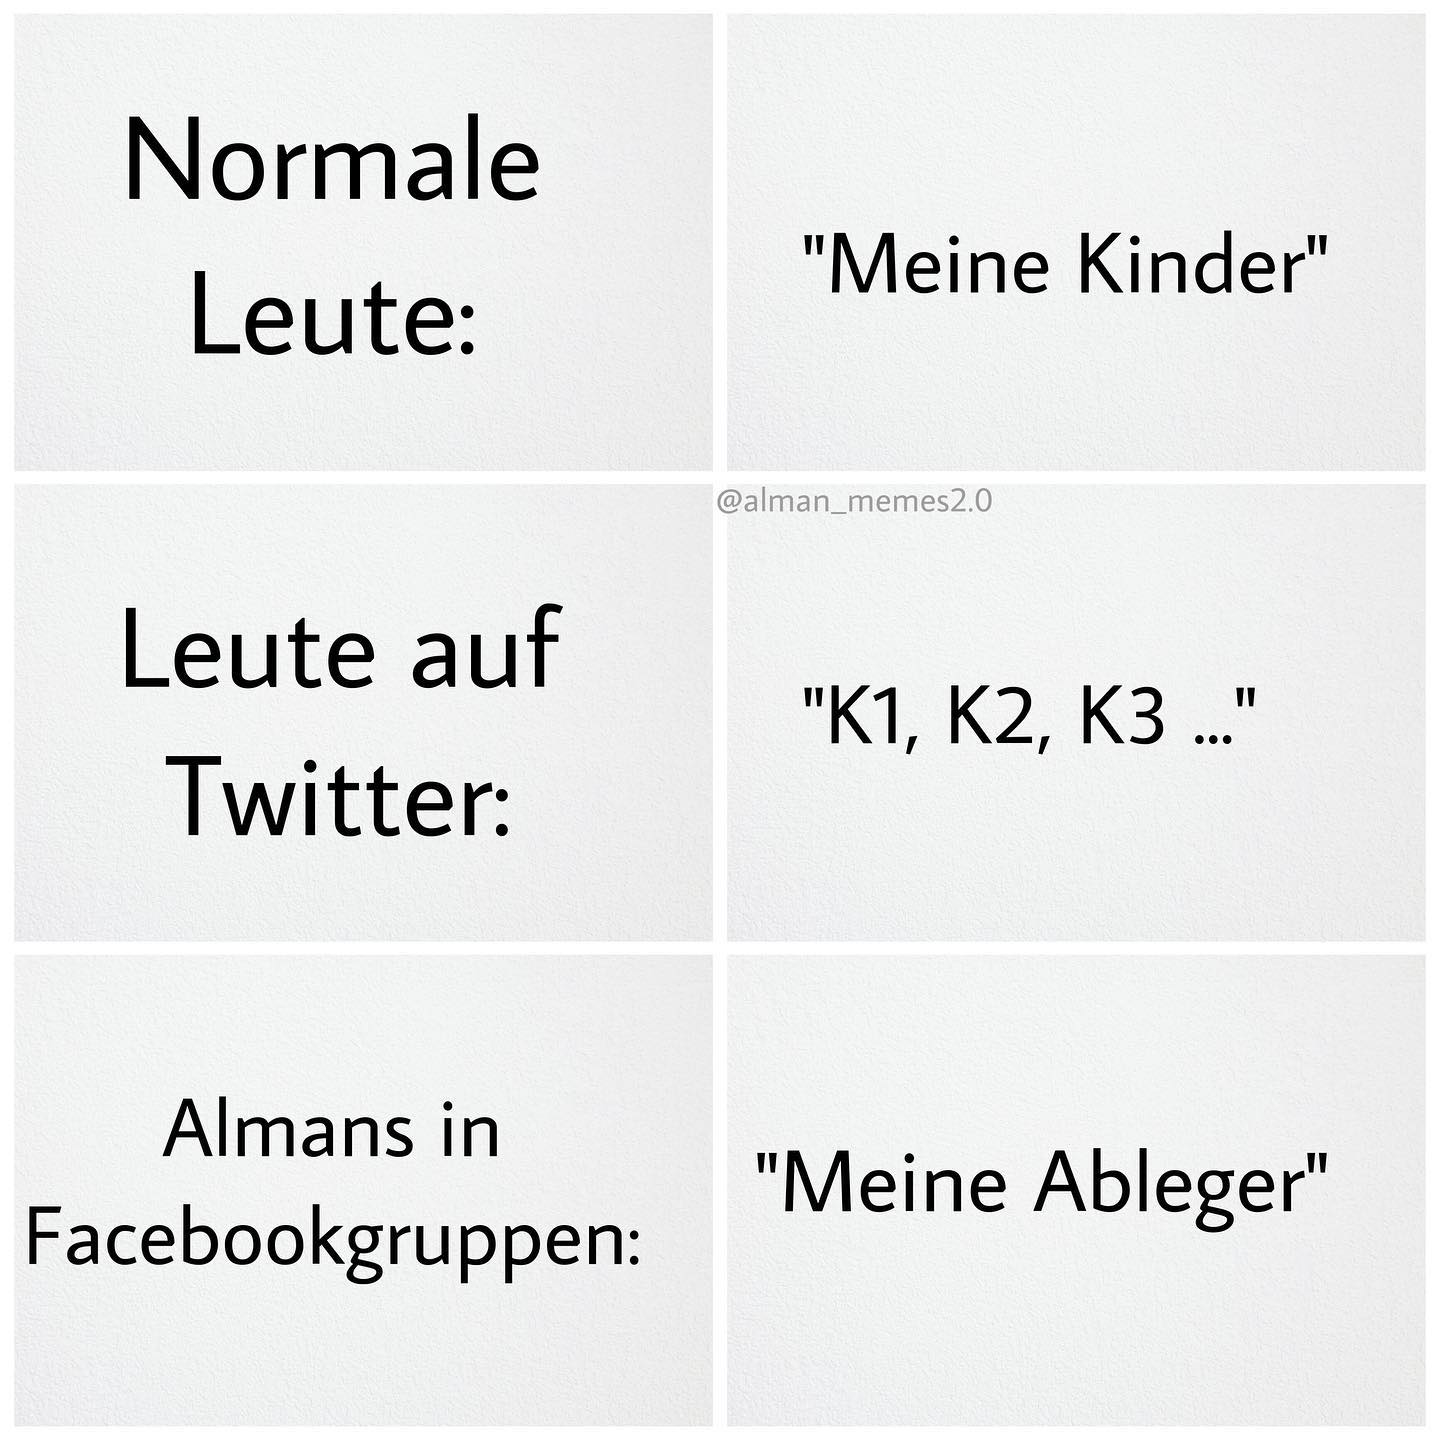 Normale
Leute:
"Meine Kinder"
@alman_memes2.0
Leute auf
Twitter:
"K1, K2, K3 ..."
Almans in
Facebookgruppen:
"Meine Ableger"